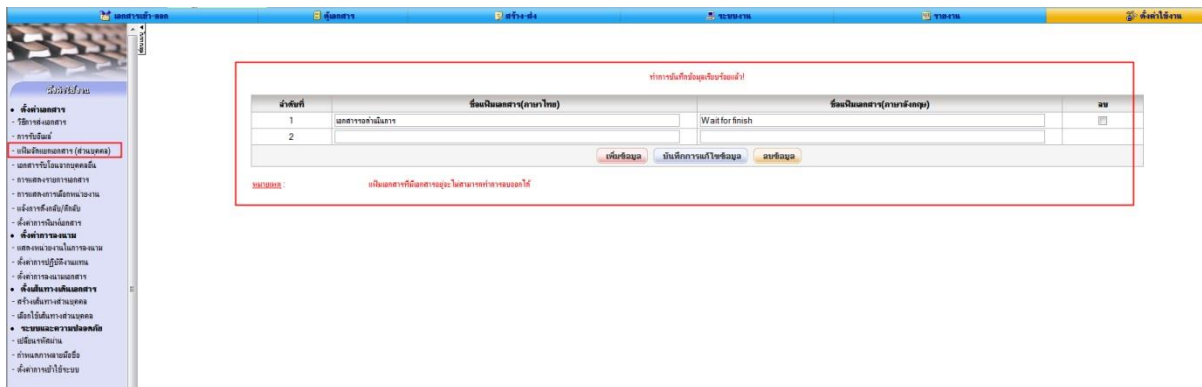 เอกสารเข้า-ออก ตู้เอกสาร สร้าง-ส่ง ระบบงาน รายงาน ตั้งค่าใช้งาน
• ตั้งค่าเอกสาร
- วิธีการส่งเอกสาร
- การรับอีเมล์
- แฟ้มจัดแยกเอกสาร (ส่วนบุคคล)
- เอกสารรับโอนจากบุคคลอื่น
- การแสดงรายการเอกสาร
- การแสดงการเลือกหน่วยงาน
- แจ้งการดึงกลับ/ตีกลับ
- ตั้งค่าการพิมพ์เอกสาร
• ตั้งค่าการลงนาม
- แสดงหน่วยงานในการลงนาม
- ตั้งค่าการปฏิบัติงานแทน
- ตั้งค่าการลงนามเอกสาร
• ตั้งเส้นทางเดินเอกสาร
- สร้างเส้นทางส่วนบุคคล
- เลือกใช้เส้นทางส่วนบุคคล
• ระบบและความปลอดภัย
- เปลี่ยนรหัสผ่าน
- กำหนดภาพลายมือชื่อ
- ตั้งค่าการเข้าใช้ระบบ
ทำการบันทึกข้อมูลเรียบร้อยแล้ว!
ลำดับที่ ชื่อแฟ้มเอกสาร(ภาษาไทย) ชื่อแฟ้มเอกสาร(ภาษาอังกฤษ) ลบ
1 เอกสารรอดำเนินการ Wait for finish
2
เพิ่มข้อมูล บันทึกการแก้ไขข้อมูล ลบข้อมูล
หมายเหตุ : แฟ้มเอกสารที่มีเอกสารอยู่จะไม่สามารถทำการลบออกได้